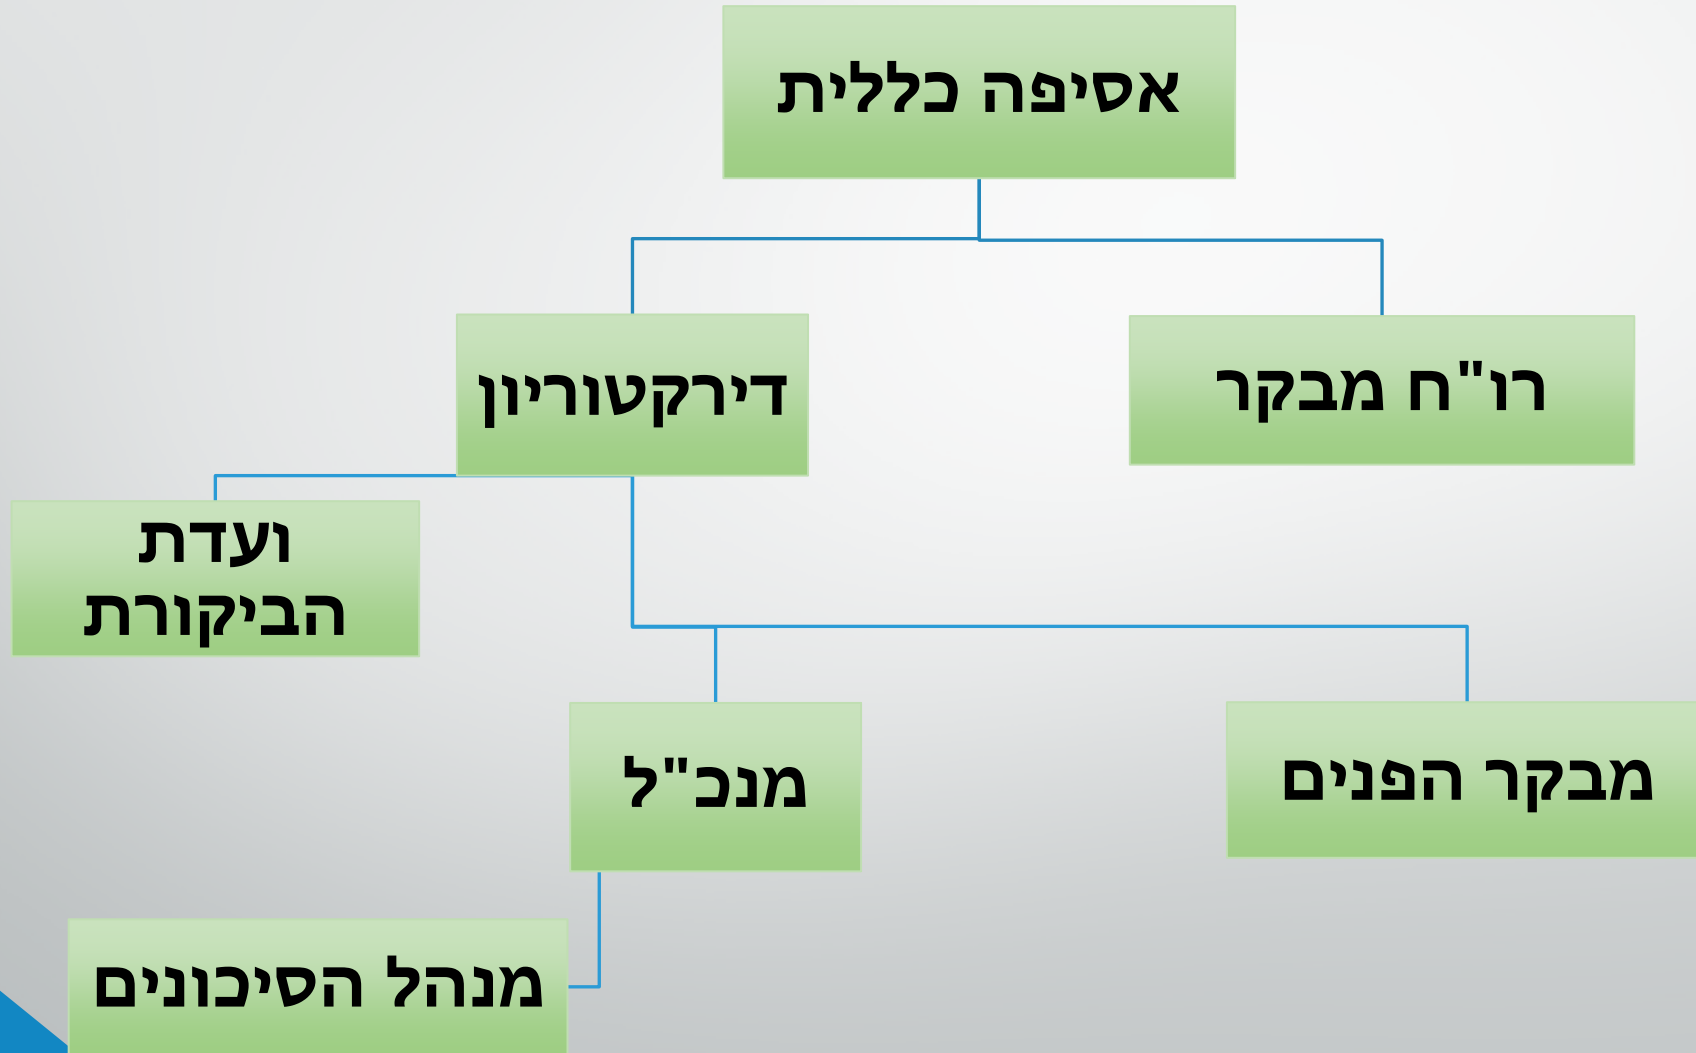 אסיפה כללית
רו"ח מבקר
דירקטוריון
ועדת
הביקורת
מבקר הפנים
מנכ"ל
מנהל הסיכונים